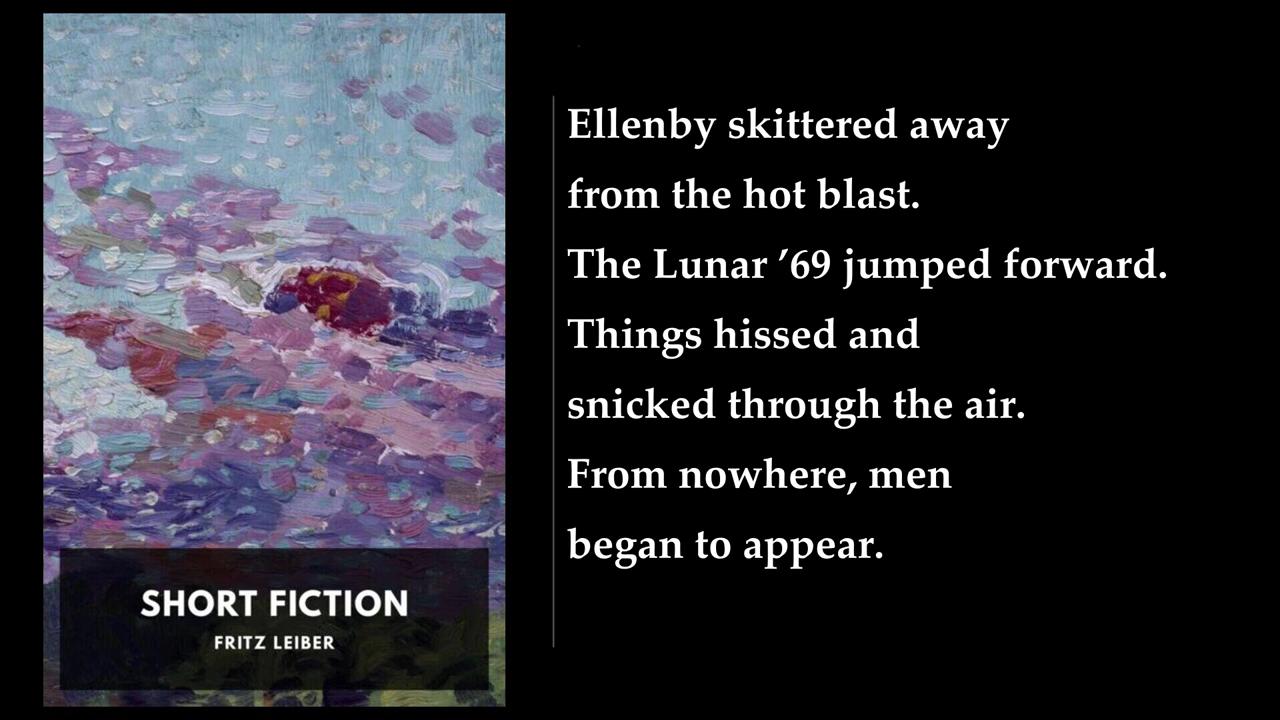 SHORT FICTION
FRITZ LEIBER
Ellenby skittered away
from the hot blast.
The Lunar ’69 jumped forward.
Things hissed and
snicked through the air.
From nowhere, men
began to appear.